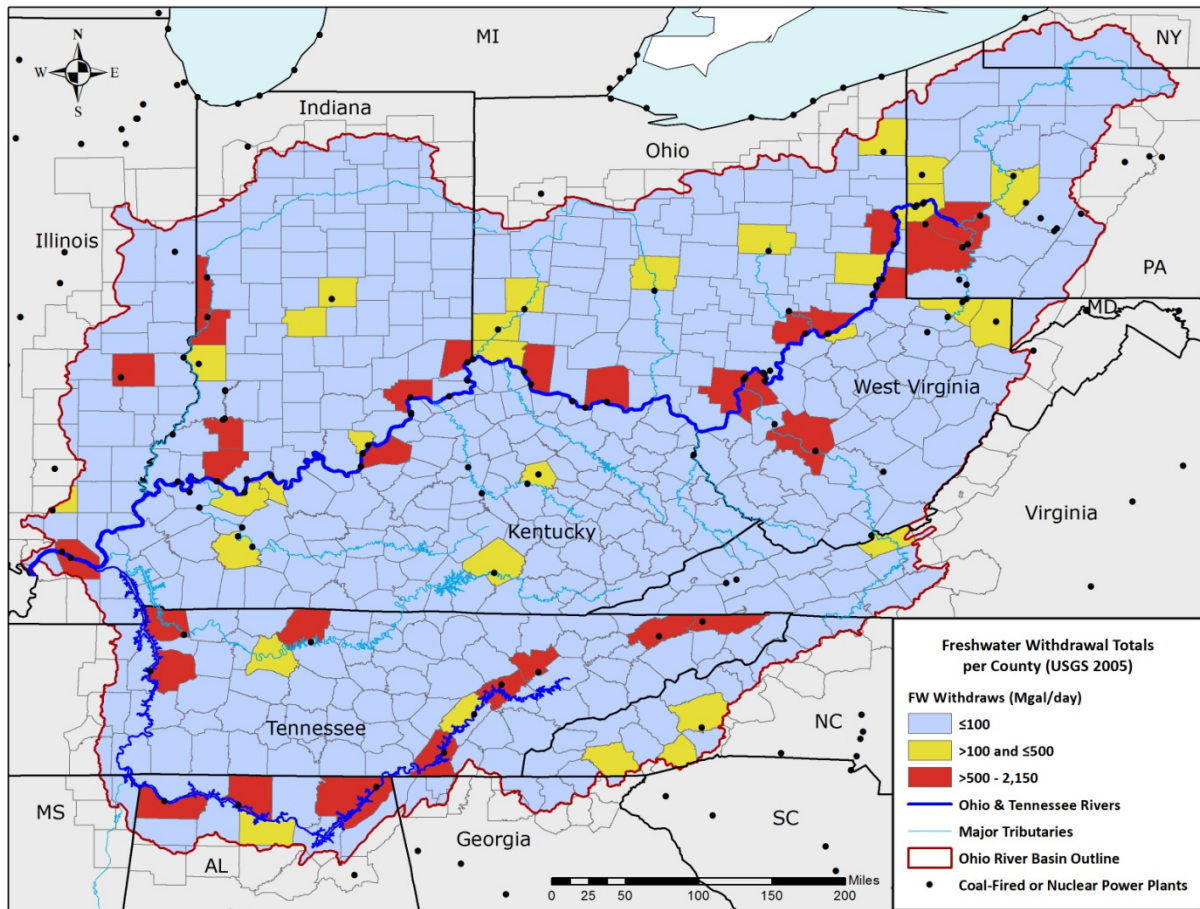 MI
NY
N
W E
S
Indiana
Ohio
Illinois
PA
MD
West Virginia
Virginia
Kentucky
Tennessee
NC
MS
AL
Georgia
SC
Freshwater Withdrawal Totals
per County (USGS 2005)
FW Withdraws (Mgal/day)
≤100
>100 and ≤500
>500 - 2,150
Ohio & Tennessee Rivers
Major Tributaries
Ohio River Basin Outline
Coal-Fired or Nuclear Power Plants
Miles
0 25 50 100 150 200